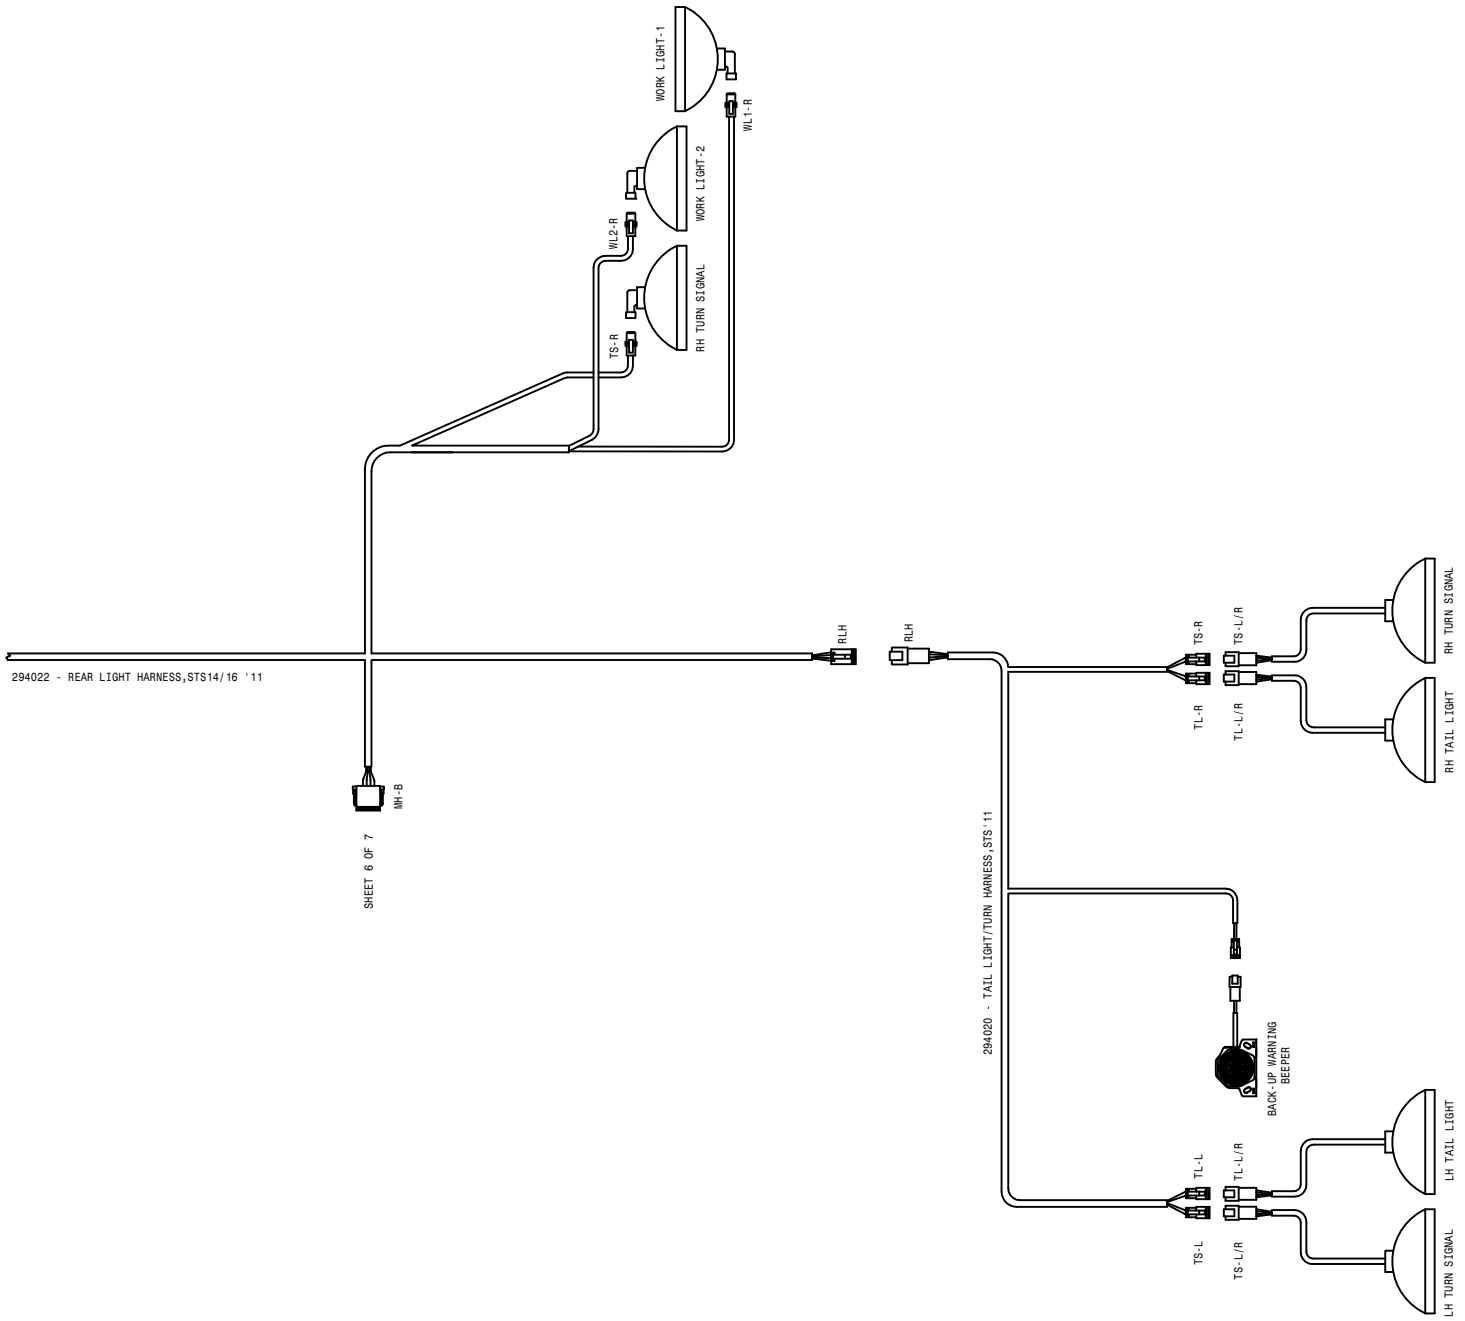 WORK LIGHT-1
WL1-R
WORK LIGHT-2
WL2-R
RH TURN SIGNAL
TS-R
RLH
RLH
294022 - REAR LIGHT HARNESS,STS14/16 '11
MH-B
SHEET 6 OF 7
294020 - TAIL LIGHT/TURN HARNESS,STS'11
TS-R
TS-L/R
RH TURN SIGNAL
TL-R
TL-L/R
RH TAIL LIGHT
BACK-UP WARNING
BEEPER
TL-L
TL-L/R
LH TAIL LIGHT
TS-L
TS-L/R
LH TURN SIGNAL